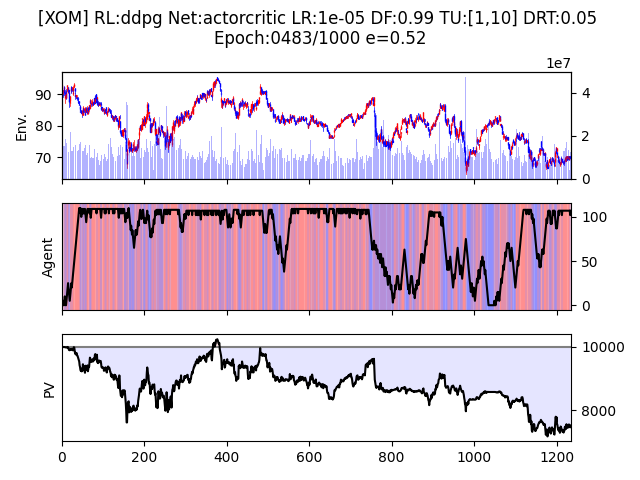 [XOM] RL:ddpg Net:actorcritic LR:1e-05 DF:0.99 TU:[1,10] DRT:0.05
Epoch:0483/1000 e=0.52
1e7
Env.
90
80
70
4
2
0
Agent
100
50
0
PV
10000
8000
0 200 400 600 800 1000 1200